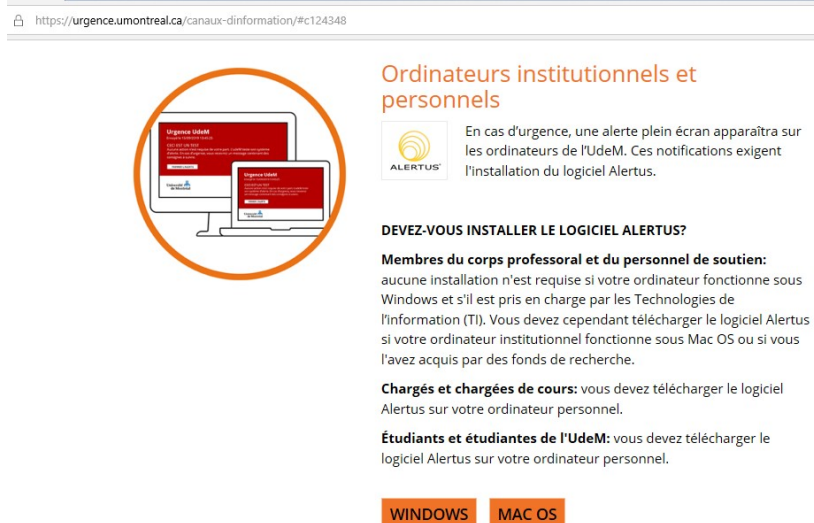 https://urgence.umontreal.ca/canaux-dinformation/#c124348
Ordinateurs institutionnels et
personnels
Urgence UdeM
CECI EST UN TEST
Urgence UdeM
ALERTUS
En cas d’urgence, une alerte plein écran apparaîtra sur
les ordinateurs de l’UdeM. Ces notifications exigent
l'installation du logiciel Alertus.
DEVEZ-VOUS INSTALLER LE LOGICIEL ALERTUS?
Membres du corps professoral et du personnel de soutien:
aucune installation n'est requise si votre ordinateur fonctionne sous
Windows et s'il est pris en charge par les Technologies de
l’information (TI). Vous devez cependant télécharger le logiciel Alertus
si votre ordinateur institutionnel fonctionne sous Mac OS ou si vous
l'avez acquis par des fonds de recherche.
Chargés et chargées de cours: vous devez télécharger le logiciel
Alertus sur votre ordinateur personnel.
Étudiants et étudiantes de l'UdeM: vous devez télécharger le
logiciel Alertus sur votre ordinateur personnel.
WINDOWS MAC OS